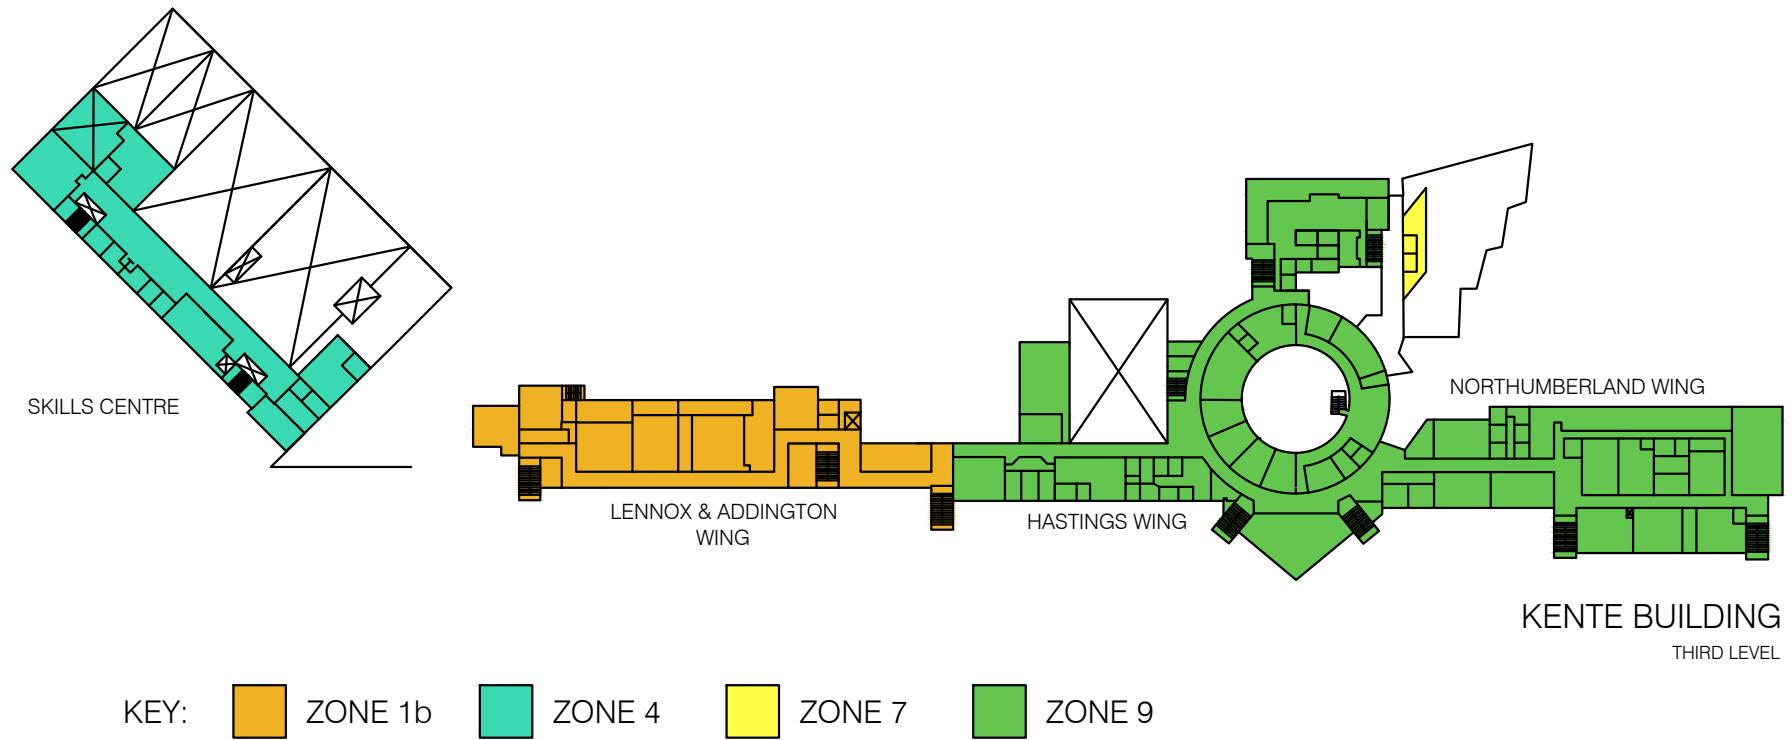 SKILLS CENTRE
NORTHUMBERLAND WING
LENNOX & ADDINGTON
WING
HASTINGS WING
KENTE BUILDING
THIRD LEVEL
KEY:
ZONE 1b
ZONE 4
ZONE 7
ZONE 9